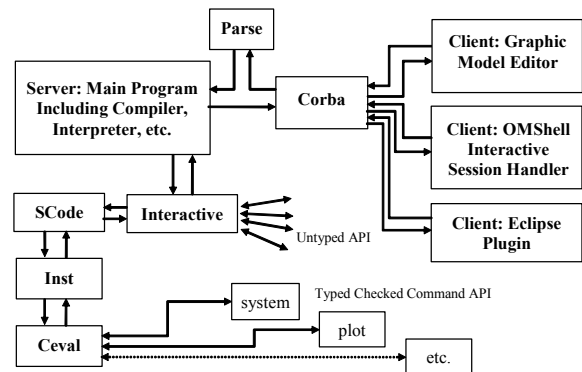 Parse
Client: Graphic
Model Editor
Server: Main Program
Including Compiler,
Interpreter, etc.
Corba
Client: OMShell
Interactive
Session Handler
SCode
Interactive
Untyped API
Client: Eclipse
Plugin
Inst
system
Typed Checked Command API
plot
Ceval
etc.